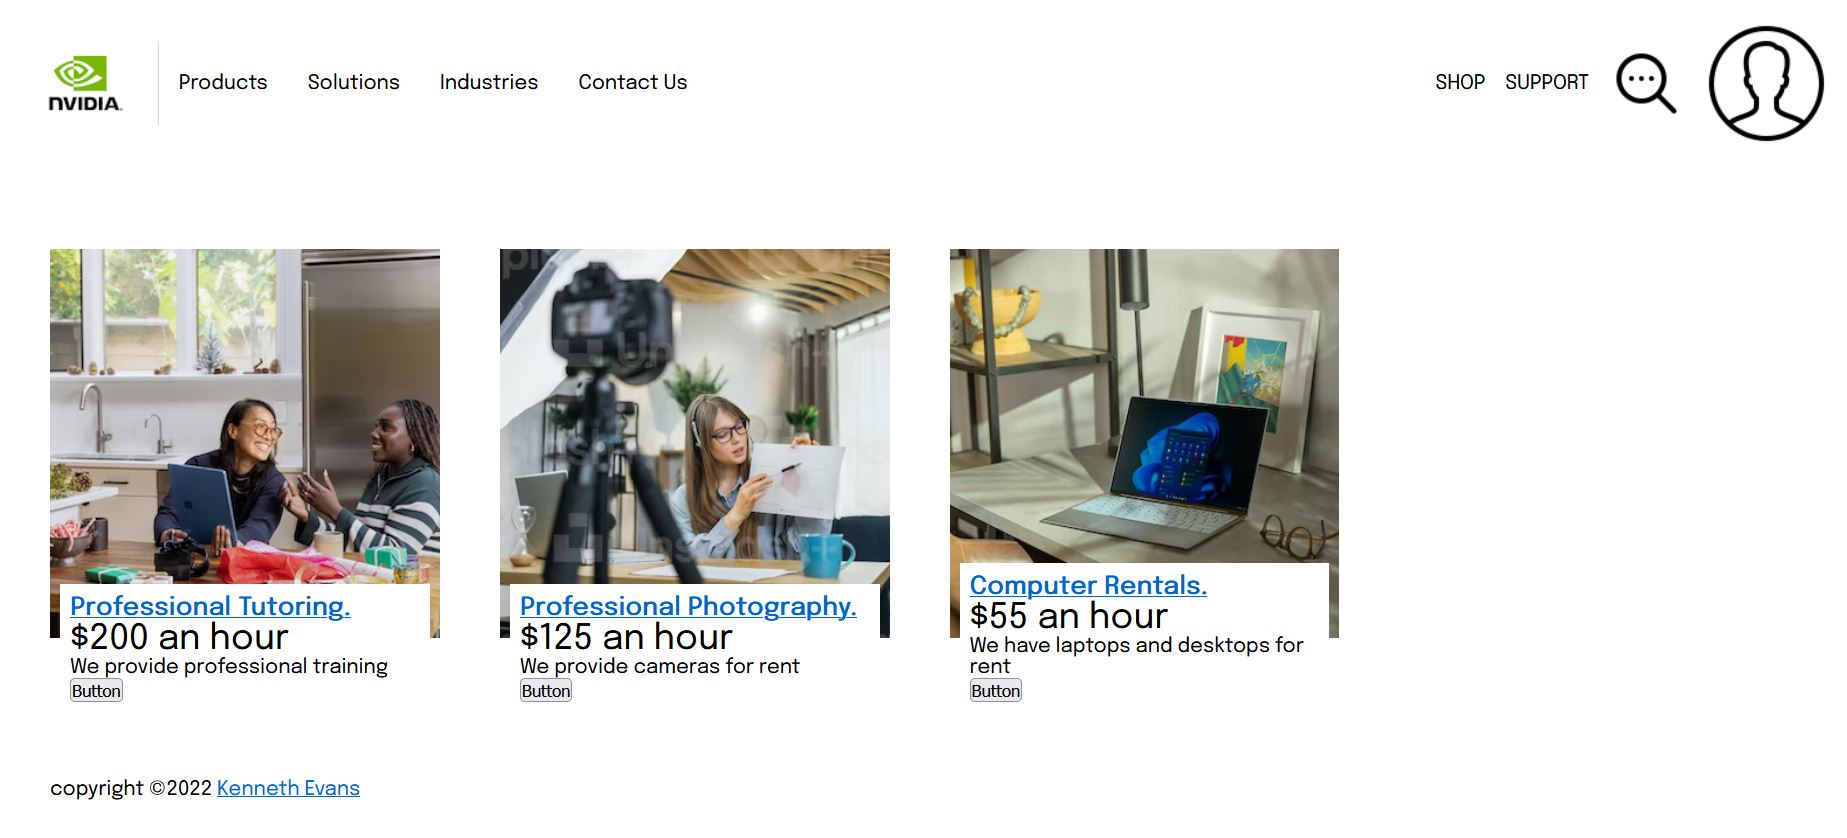 nVIDIA.
Products Solutions Industries Contact Us
SHOP SUPPORT
Professional Tutoring.
$200 an hour
We provide professional training
Button
Professional Photography.
$125 an hour
We provide cameras for rent
Button
Computer Rentals.
$55 an hour
We have laptops and desktops for
rent
Button
copyright ©2022 Kenneth Evans